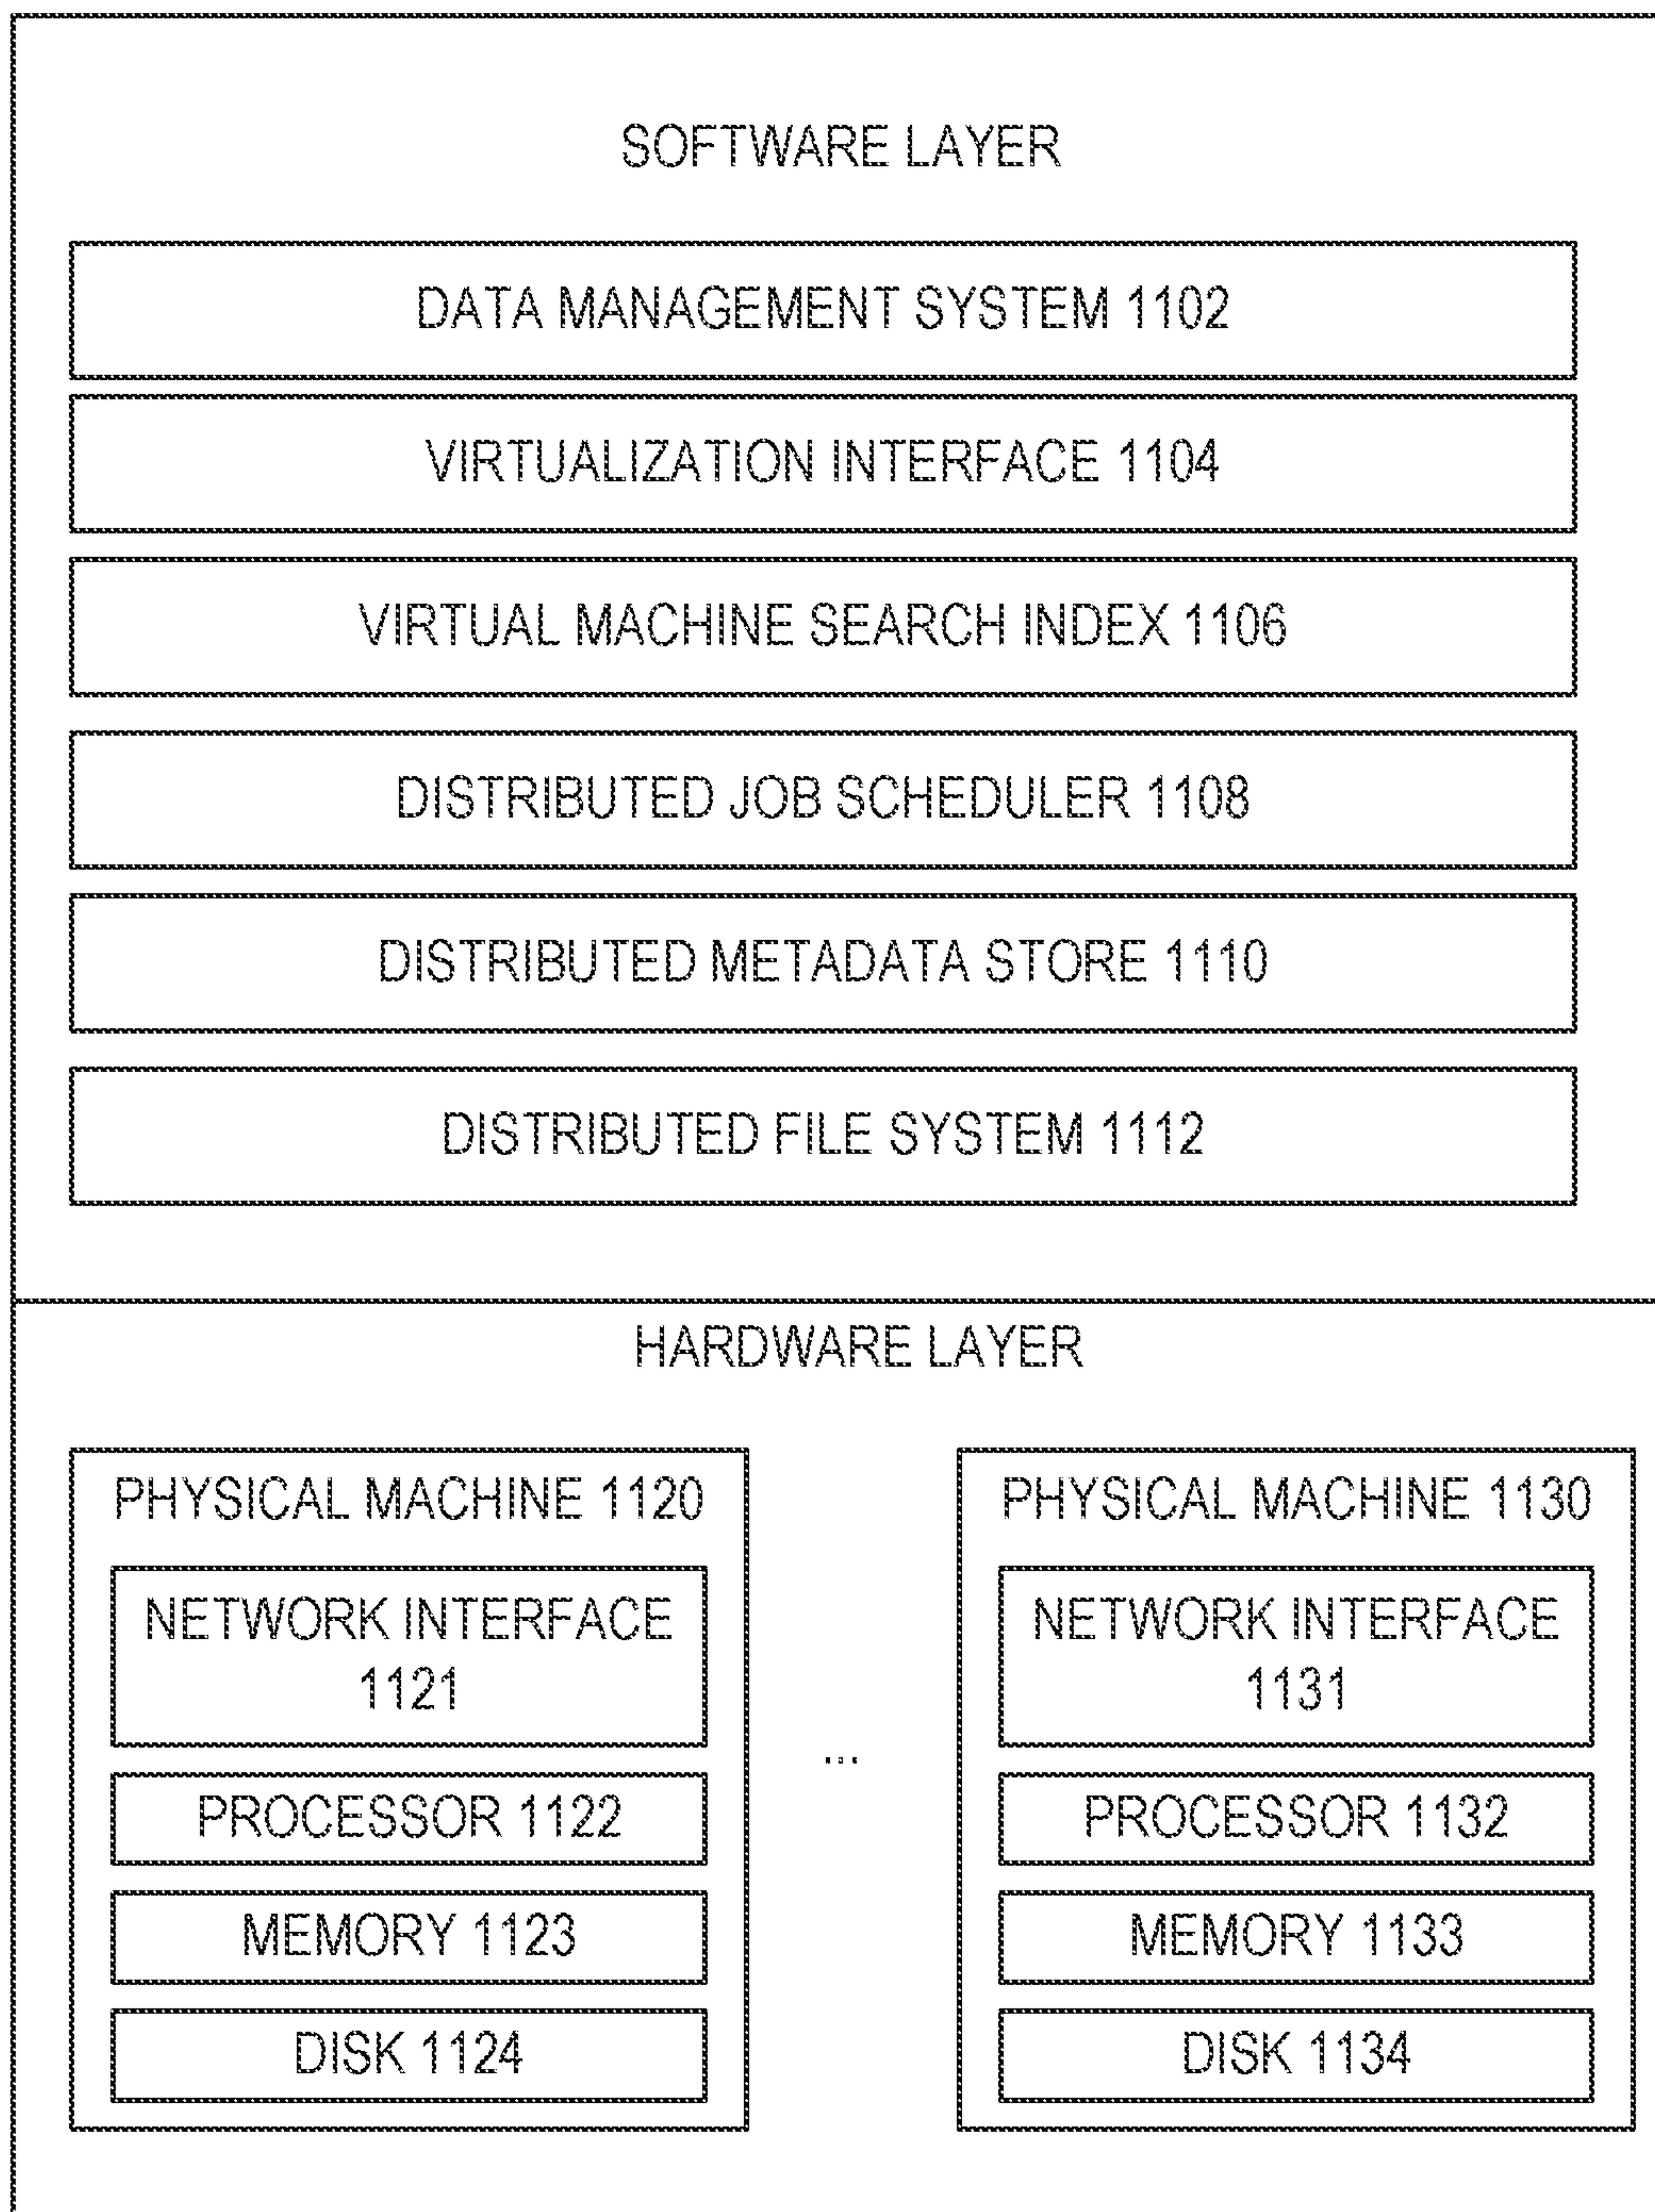 SOFTWARE LAYER
DATA MANAGEMENT SYSTEM 1102
VIRTUALIZATION INTERFACE 1104
VIRTUAL MACHINE SEARCH INDEX 1106
DISTRIBUTED JOB SCHEDULER 1108
DISTRIBUTED METADATA STORE 1110
DISTRIBUTED FILE SYSTEM 1112
HARDWARE LAYER
PHYSICAL MACHINE 1120
NETWORK INTERFACE
1121
PROCESSOR 1122
MEMORY 1123
DISK 1124
...
PHYSICAL MACHINE 1130
NETWORK INTERFACE
1131
PROCESSOR 1132
MEMORY 1133
DISK 1134